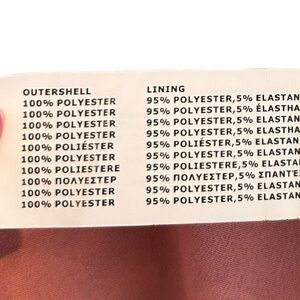 OUTERSHELL LINING
100% POLYESTER 95% POLYESTER,5% ELASTAN
100% POLYESTER 95% POLYESTER,5% ÉLASTHA
100% POLYESTER 95% POLYESTER,5% ELASTAN
100% POLYESTER 95% POLYESTER,5% ELASTHA
100% POLIÉSTER 95% POLIÉSTER,5% ELASTAN
100% POLYESTER 95% POLYESTER,5% ELASTAN
100% POLIESTERE 95% POLIESTERE,5% ELASTAN
100% ΠΟΛΥΕΣΤΕΡ 95% ΠΟΛΥΕΣΤΕΡ,5% ΣΠΑΝΤΈ
100% POLYESTER 95% POLYESTER,5% ELASTAN
100% POLYESTER 95% POLYESTER,5% ELASTAN